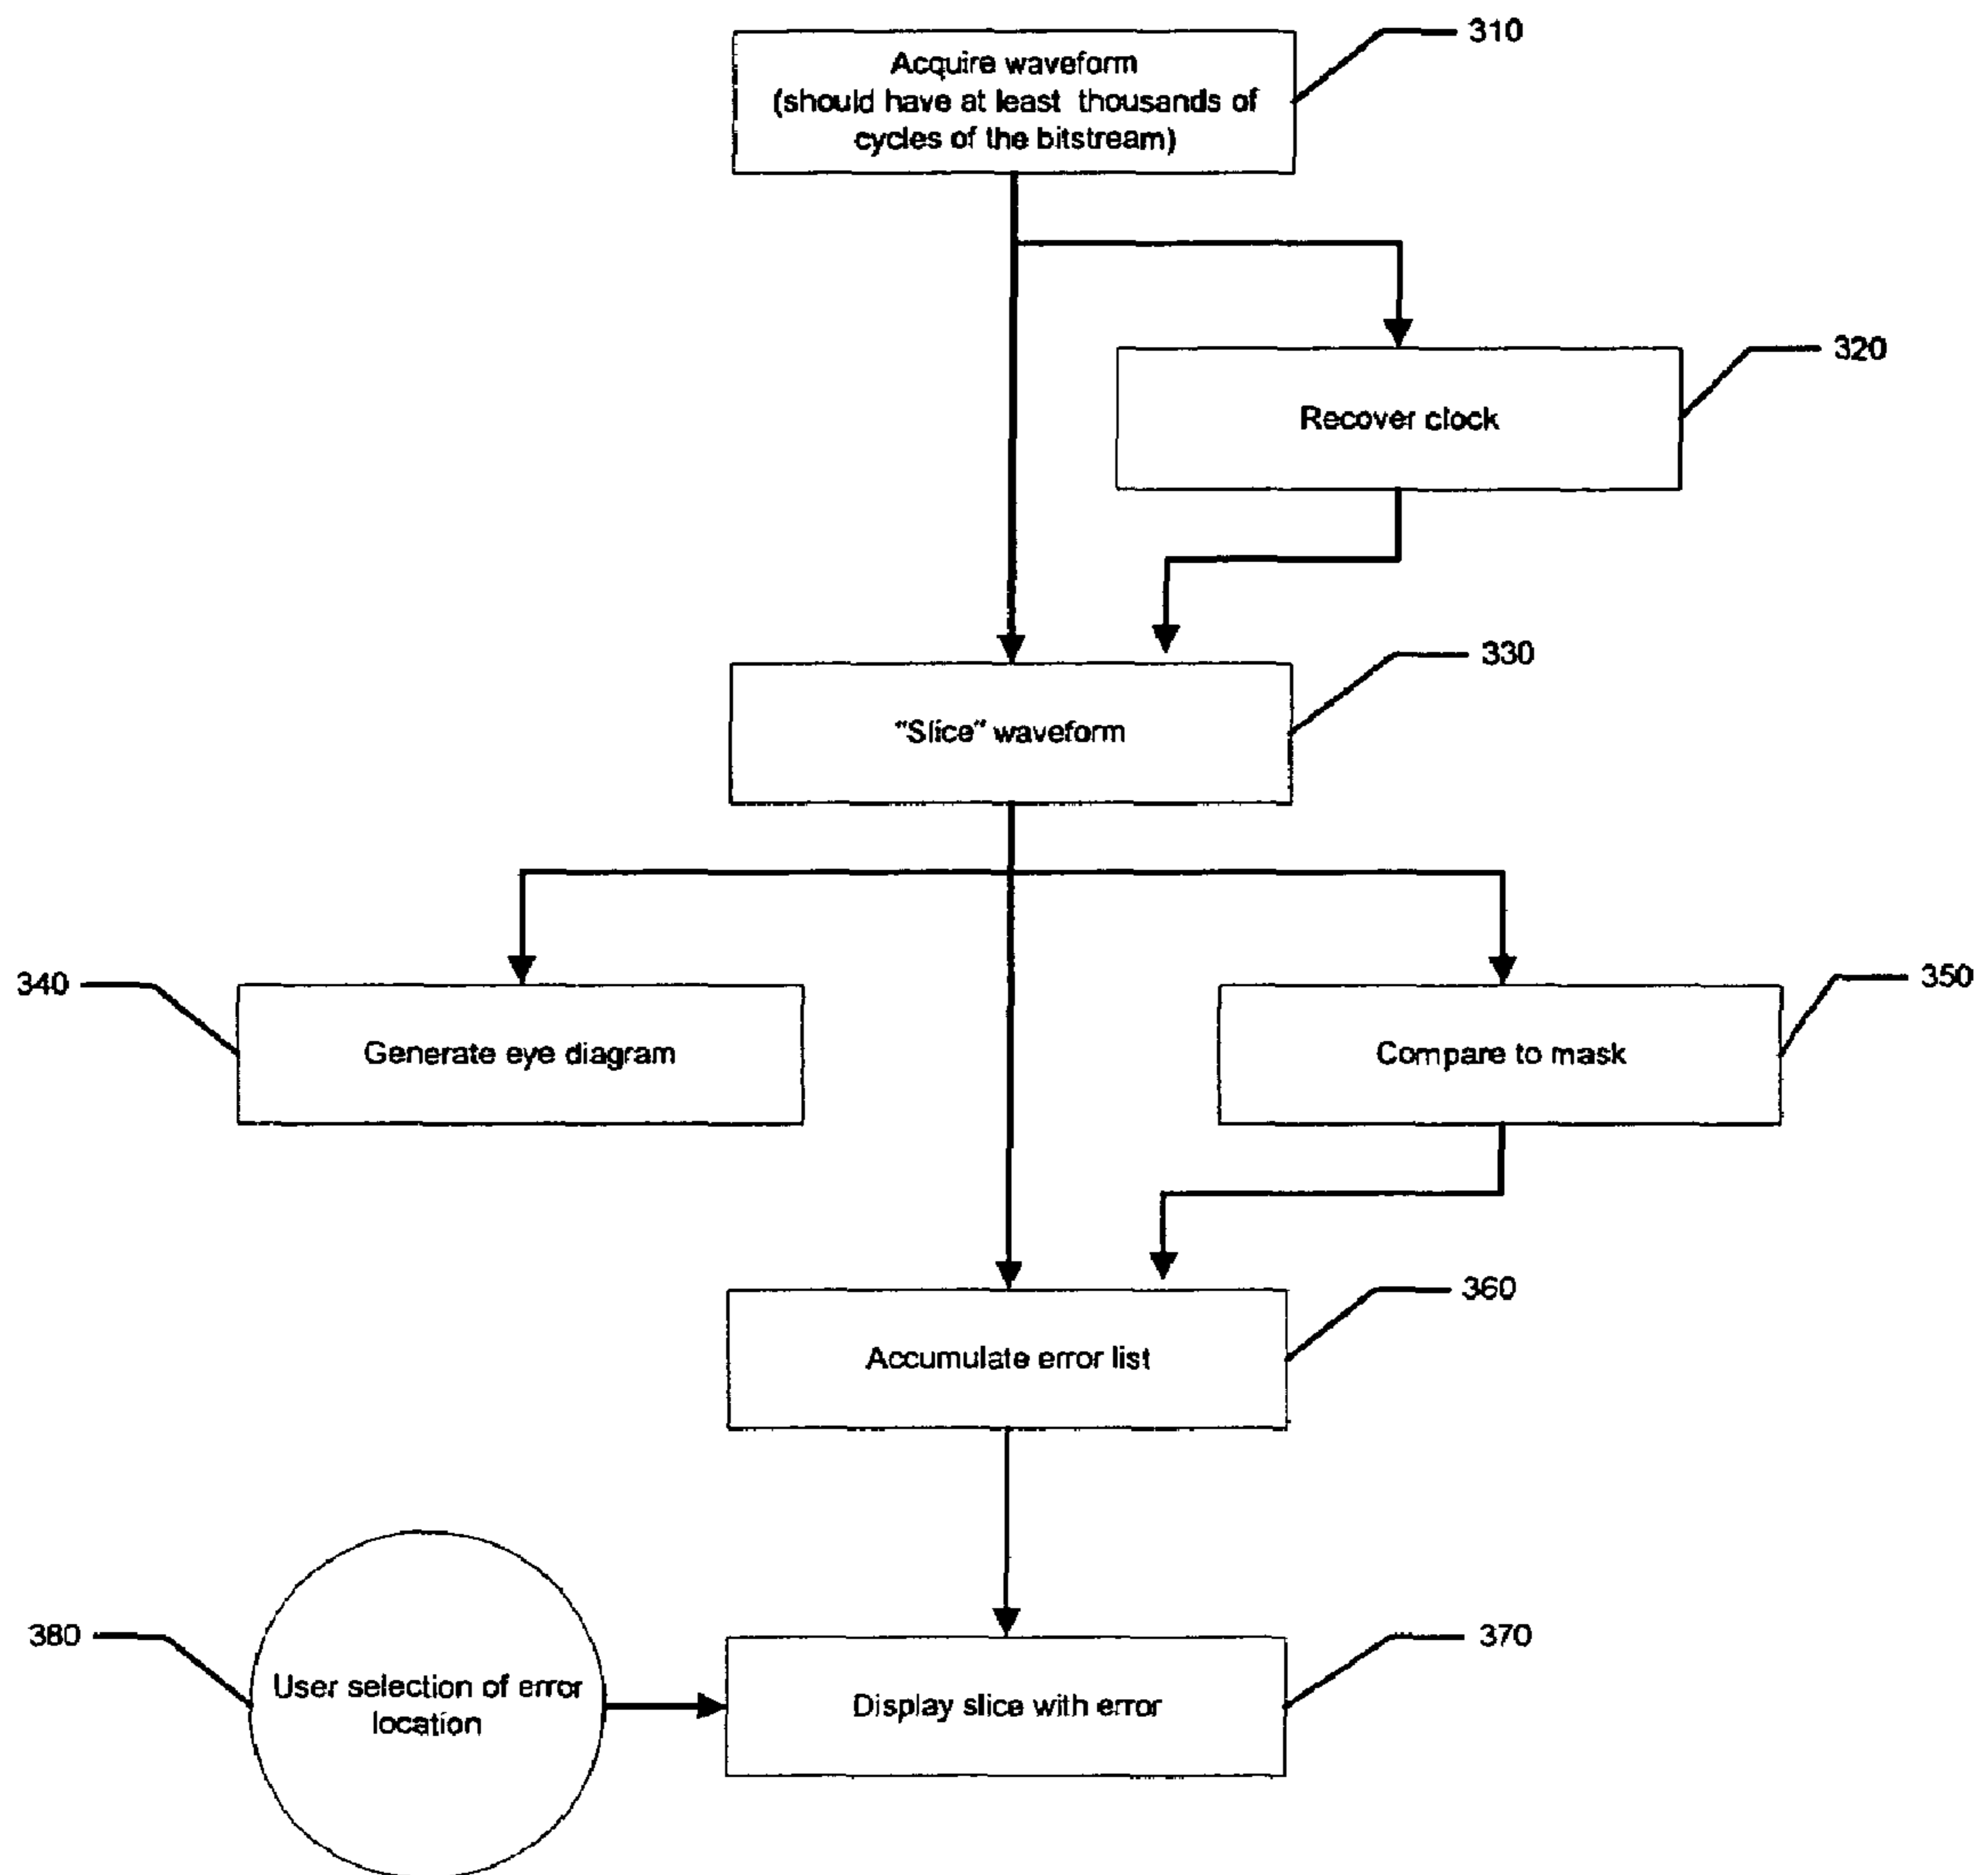 310
Acquire waveform
(should have at least thousands of
cycles of the bitstream)
320
Recover clock
330
"Slice" waveform
340
350
Generate eye diagram
Compare to mask
360
Accumulate error list
380
370
User selection of error
location
Display slice with error